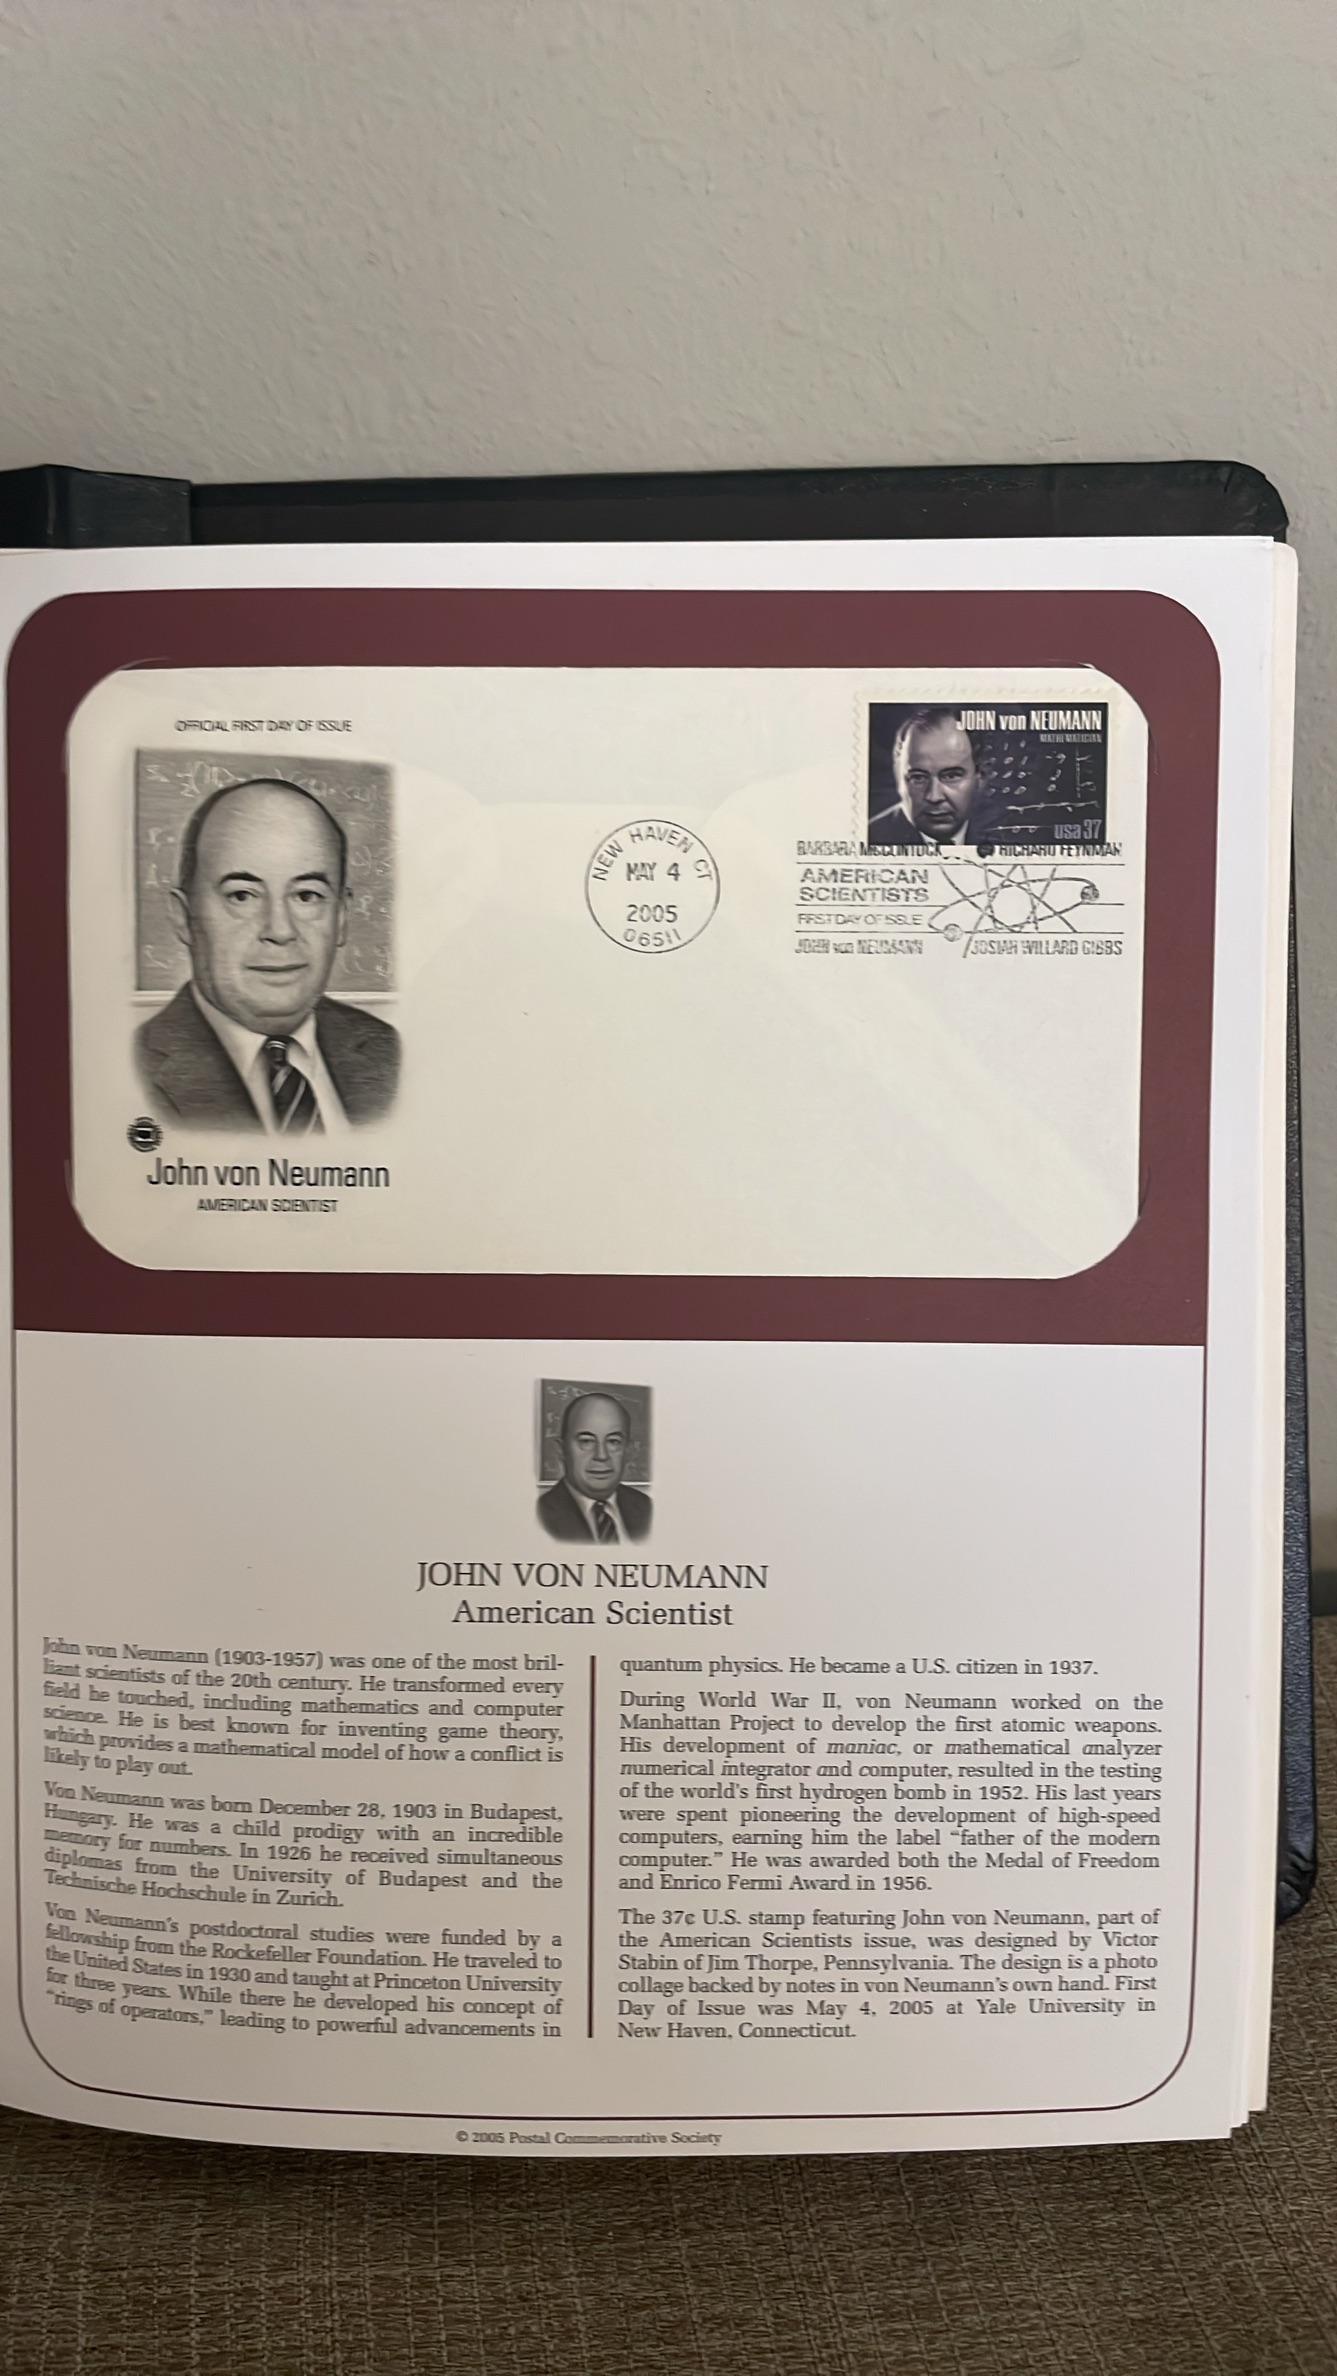 OFFICIAL FIRST DAY OF ISSUE
John von Neumann
AMERICAN SCIENTIST
NEW HAVEN CT
MAY 4
2005
06511
JOHN von NEUMANN
MATHEMATICIAN
usa 37
BARBARA McCLINTOCK RICHARD FEYNMAN
AMERICAN
SCIENTISTS
FIRST DAY OF ISSUE
JOHN von NEUMANN JOSIAH WILLARD GIBBS
JOHN VON NEUMANN
American Scientist
John von Neumann (1903-1957) was one of the most bril-
liant scientists of the 20th century. He transformed every
field he touched, including mathematics and computer
science. He is best known for inventing game theory,
which provides a mathematical model of how a conflict is
likely to play out.
Von Neumann was born December 28, 1903 in Budapest,
Hungary. He was a child prodigy with an incredible
memory for numbers. In 1926 he received simultaneous
diplomas from the University of Budapest and the
Technische Hochschule in Zurich.
Von Neumann's postdoctoral studies were funded by a
fellowship from the Rockefeller Foundation. He traveled to
the United States in 1930 and taught at Princeton University
for three years. While there he developed his concept of
"rings of operators," leading to powerful advancements in
quantum physics. He became a U.S. citizen in 1937.
During World War II, von Neumann worked on the
Manhattan Project to develop the first atomic weapons.
His development of maniac, or mathematical analyzer
numerical integrator and computer, resulted in the testing
of the world's first hydrogen bomb in 1952. His last years
were spent pioneering the development of high-speed
computers, earning him the label "father of the modern
computer." He was awarded both the Medal of Freedom
and Enrico Fermi Award in 1956.
The 37¢ U.S. stamp featuring John von Neumann, part of
the American Scientists issue, was designed by Victor
Stabin of Jim Thorpe, Pennsylvania. The design is a photo
collage backed by notes in von Neumann's own hand. First
Day of Issue was May 4, 2005 at Yale University in
New Haven, Connecticut.
© 2005 Postal Commemorative Society